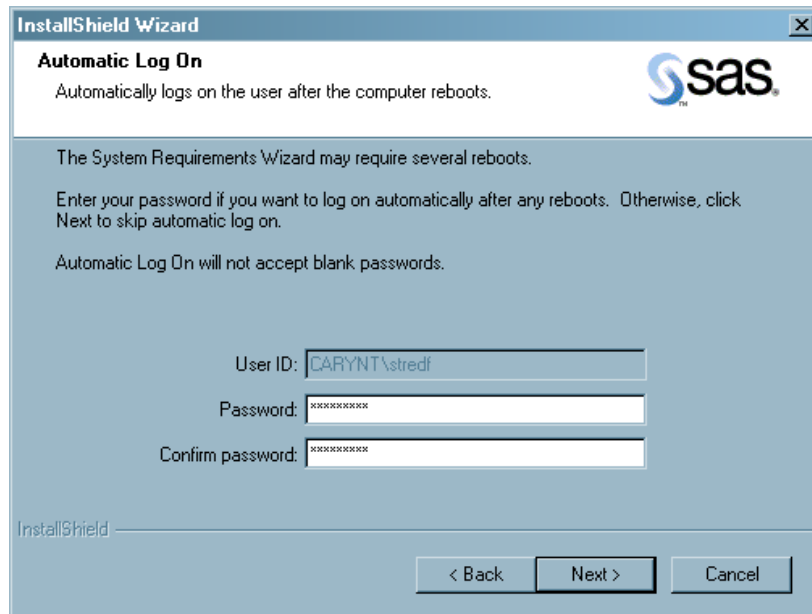 InstallShield Wizard
Automatic Log On
Automatically logs on the user after the computer reboots.
sas.
TM
The System Requirements Wizard may require several reboots.
Enter your password if you want to log on automatically after any reboots.  Otherwise, click
Next to skip automatic log on.
Automatic Log On will not accept blank passwords.
User ID: CARYNT\stredf
Password: *********
Confirm password: *********
InstallShield
< Back Next > Cancel